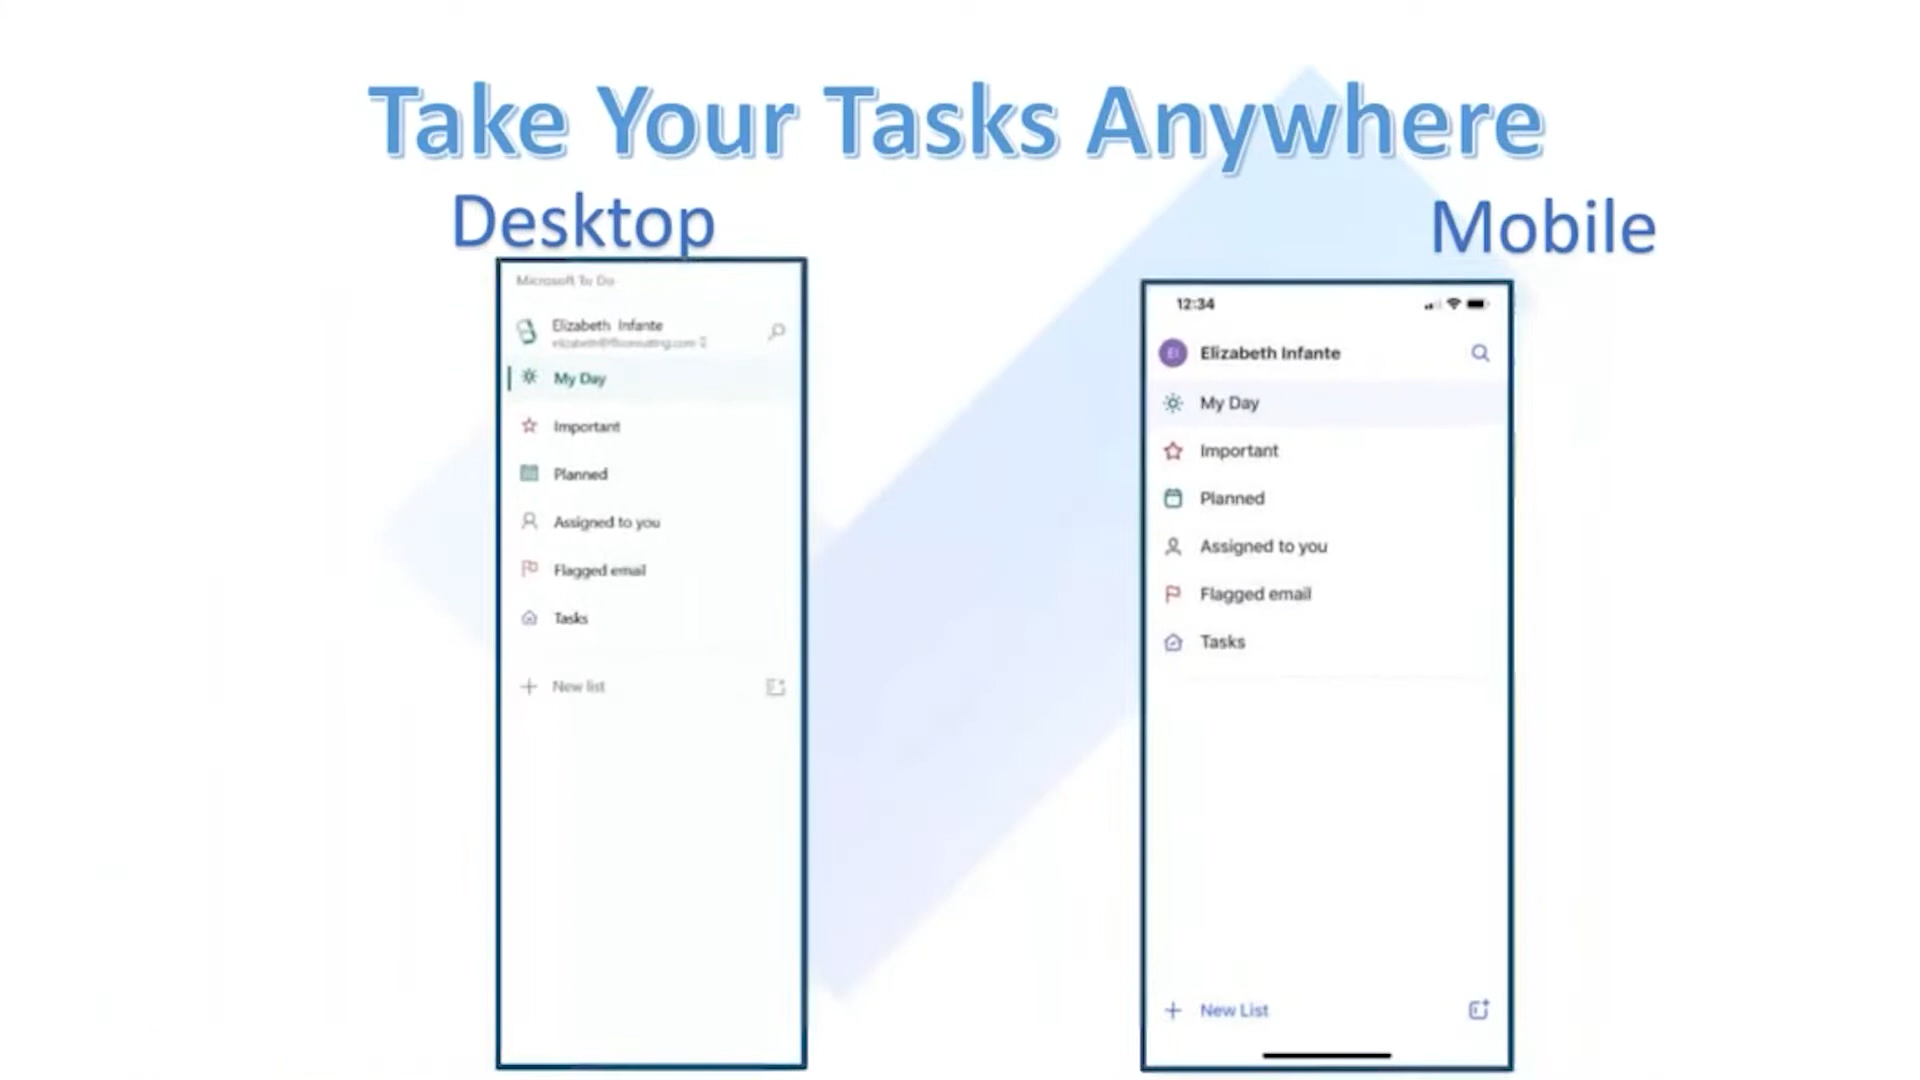 Take Your Tasks Anywhere
Desktop
Mobile
Microsoft To Do
Elizabeth Infante
My Day
Important
Planned
Assigned to you
Flagged email
Tasks
New list
12:34
EI
Elizabeth Infante
My Day
Important
Planned
Assigned to you
Flagged email
Tasks
New List